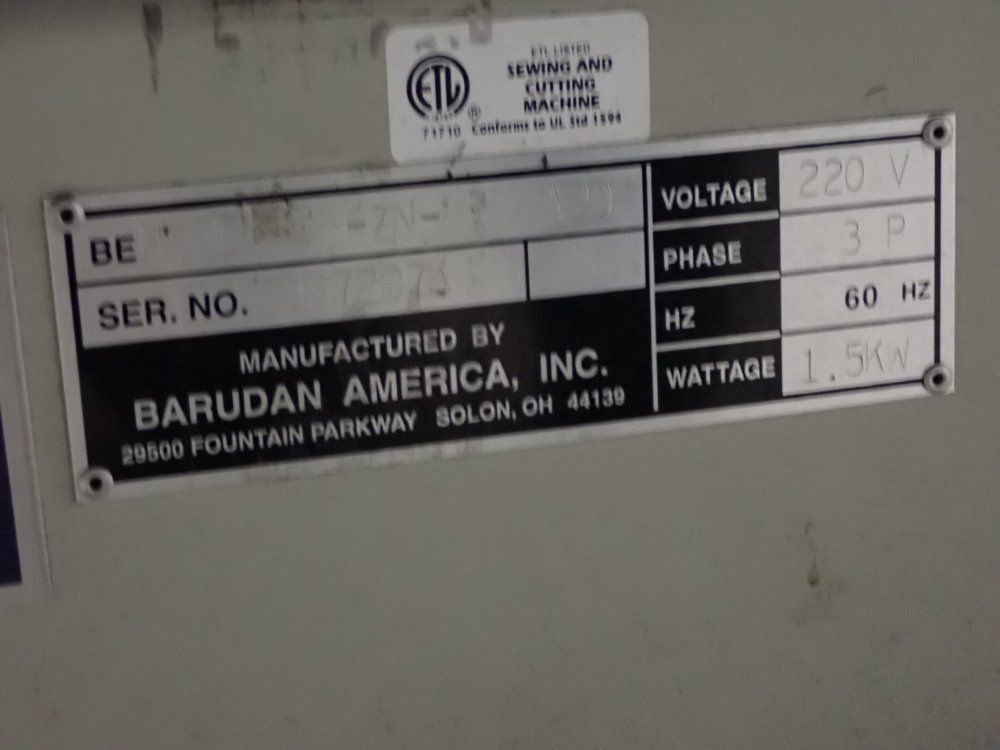 ETL LISTED
SEWING AND
CUTTING
MACHINE
ETL ®
71710 Conforms to UL Std 1594
BE
SER. NO.
MANUFACTURED BY
BARUDAN AMERICA, INC.
29500 FOUNTAIN PARKWAY SOLON, OH 44139
VOLTAGE 220 V
PHASE 3 P
HZ 60 HZ
WATTAGE 1.5KW